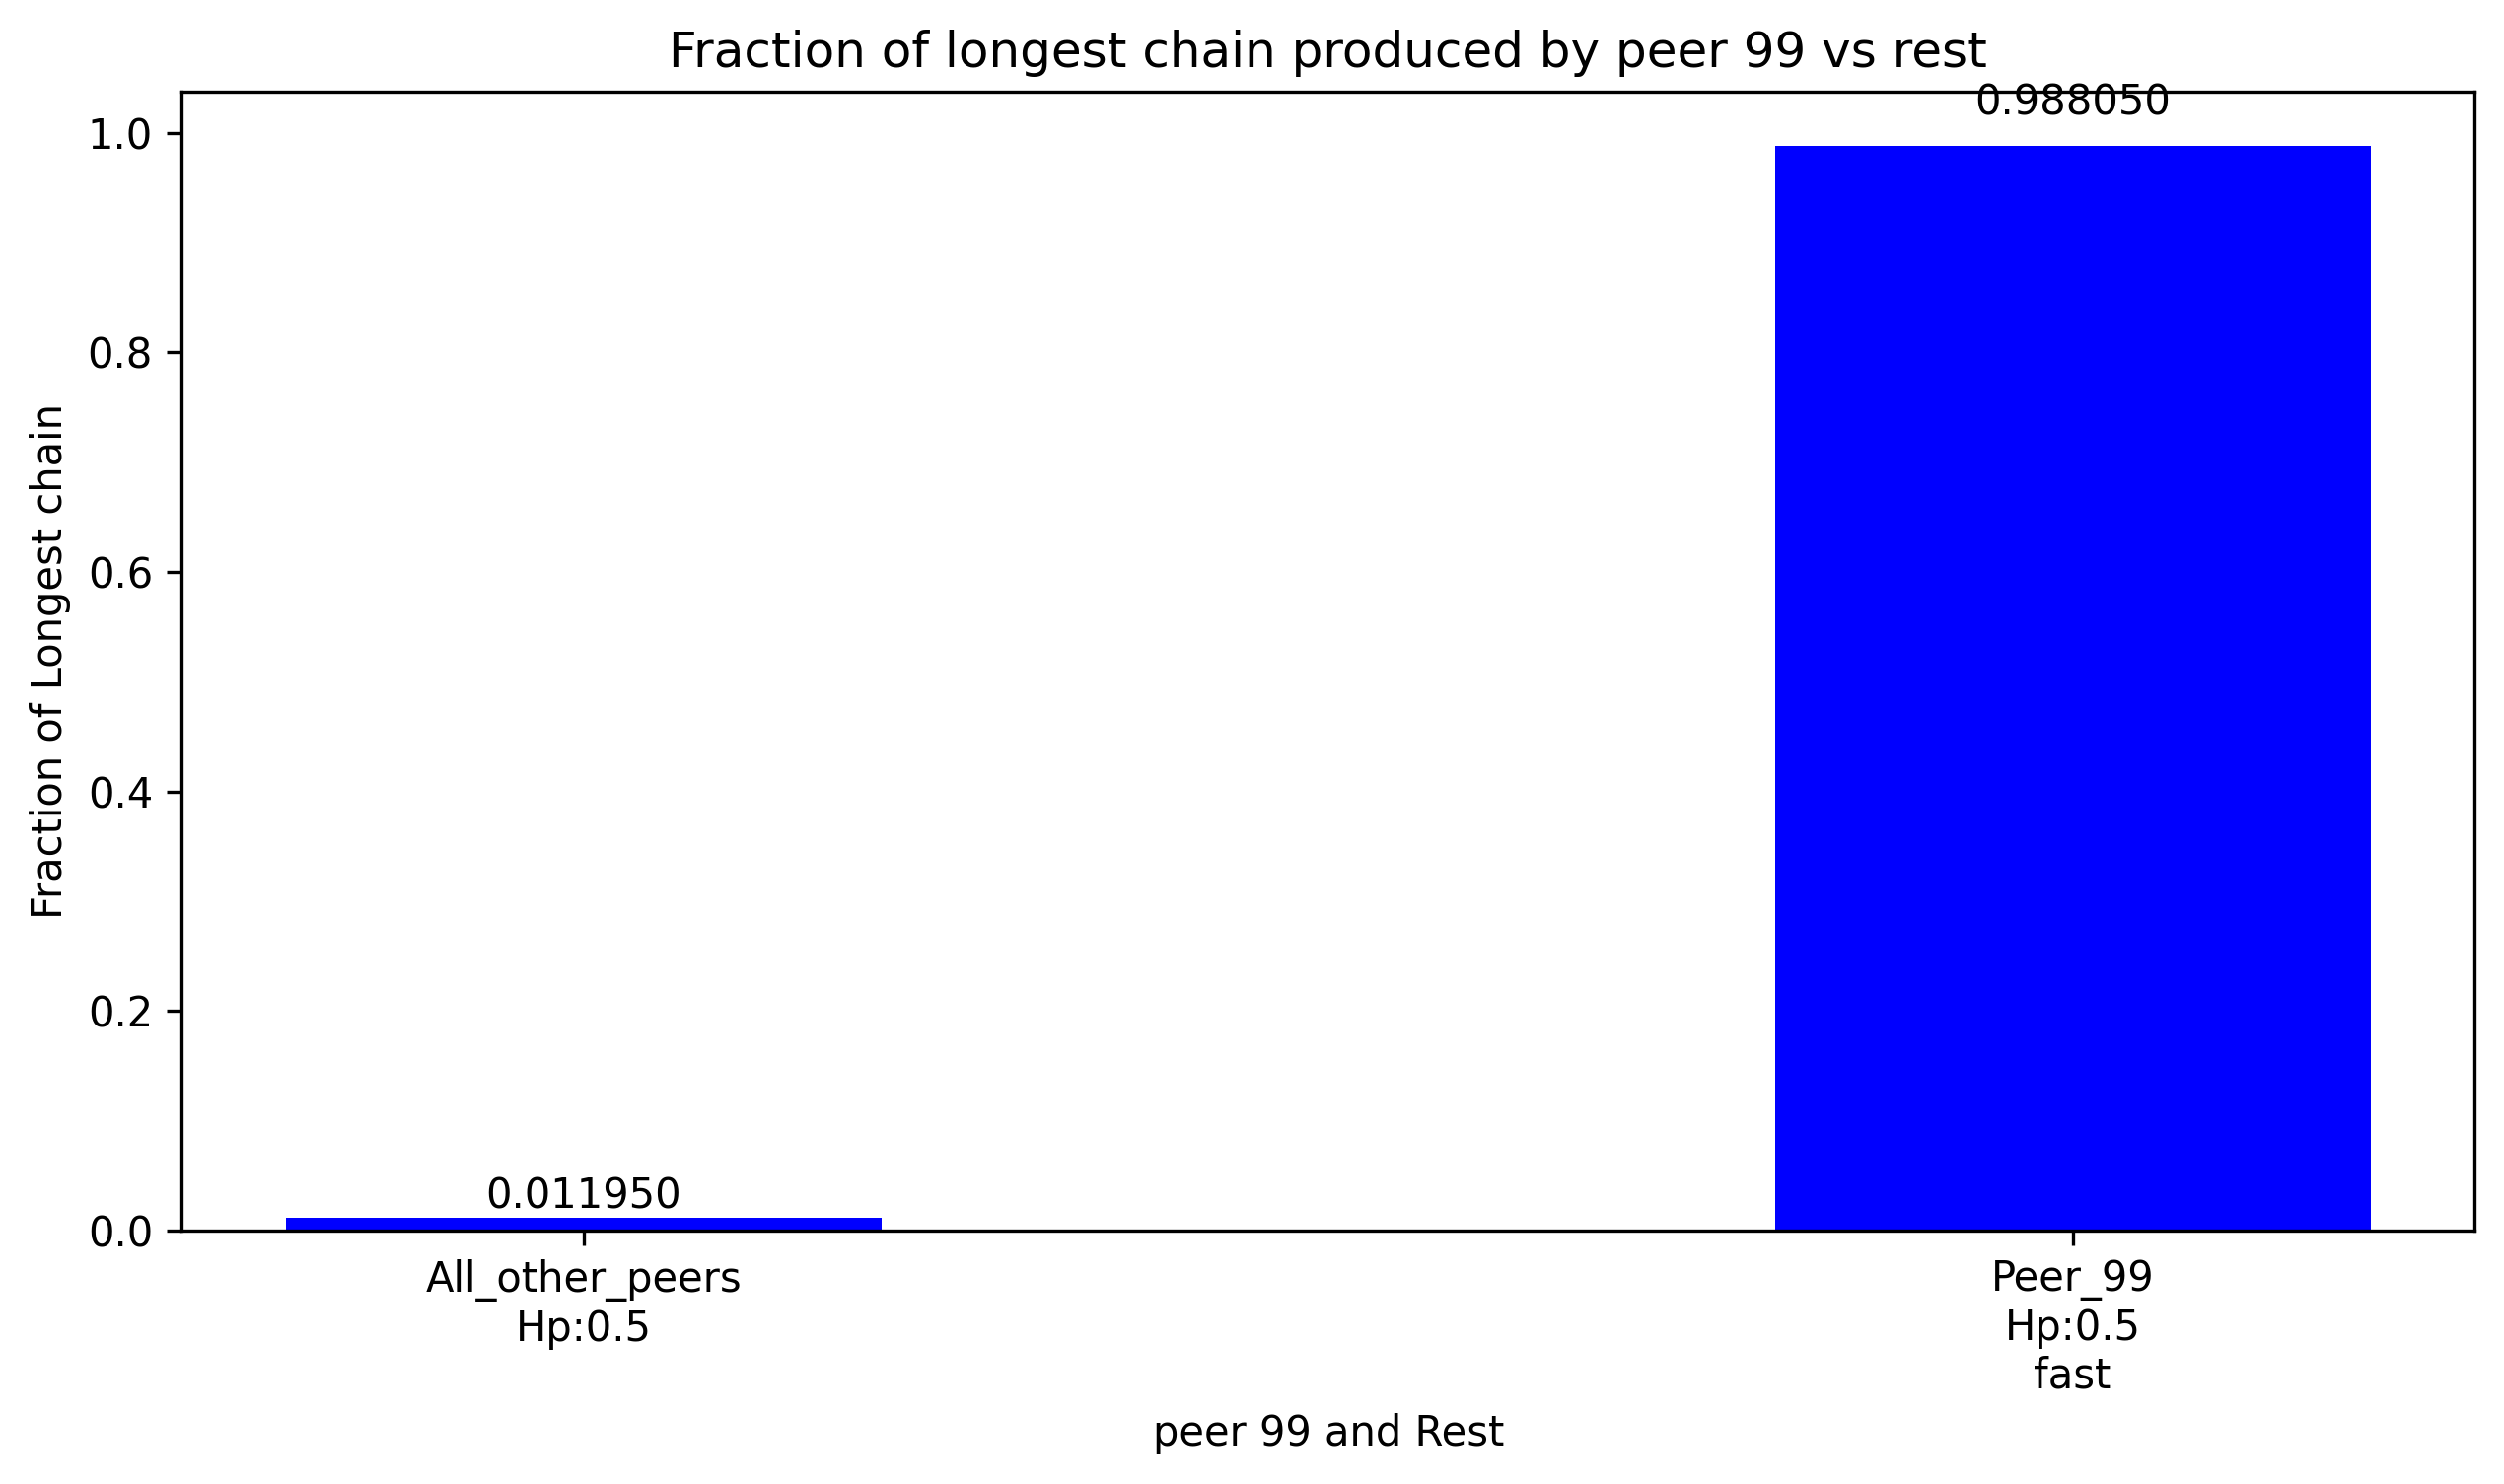 Fraction of longest chain produced by peer 99 vs rest
0.988050
1.0
0.8
0.6
0.4
0.2
0.0
Fraction of Longest chain
0.011950
All_other_peers
Hp:0.5
Peer_99
Hp:0.5
fast
peer 99 and Rest